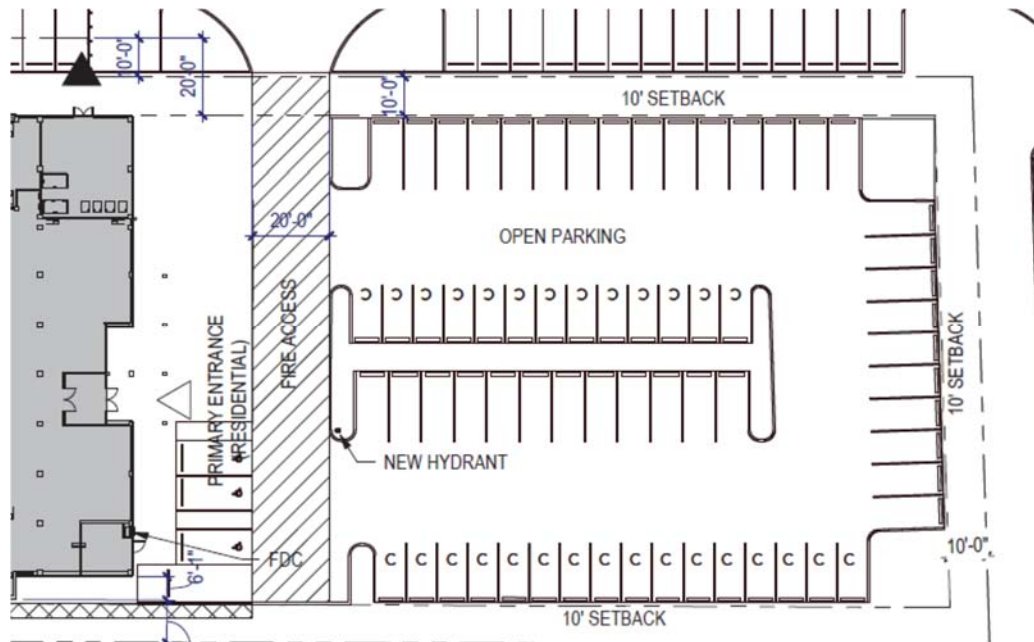 10'-0"
20'-0"
10'-0"
10' SETBACK
20'-0"
OPEN PARKING
FIRE ACCESS
C C C C C C C C C C C C C
10' SETBACK
PRIMARY ENTRANCE
(RESIDENTIAL)
NEW HYDRANT
FDC
6'-1"
C C C C C C C C C C C C C C C C
10'-0"
10' SETBACK